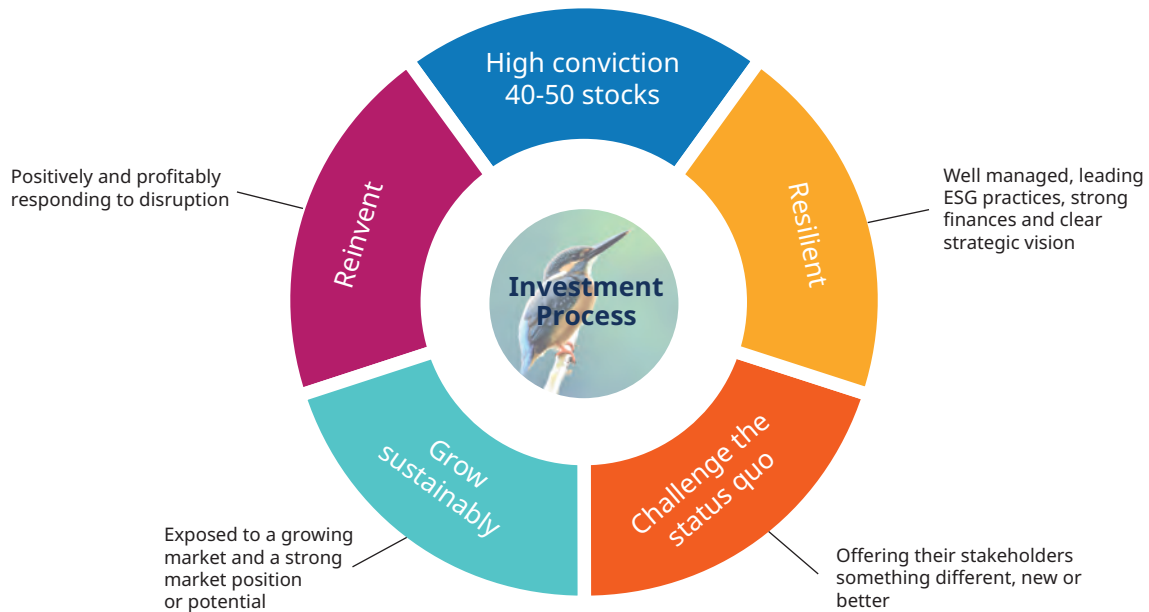 High conviction
40-50 stocks
Resilient
Well managed, leading
ESG practices, strong
finances and clear
strategic vision
Challenge the
status quo
Offering their stakeholders
something different, new or
better
Grow
sustainably
Exposed to a growing
market and a strong
market position
or potential
Reinvent
Positively and profitably
responding to disruption
Investment
Process